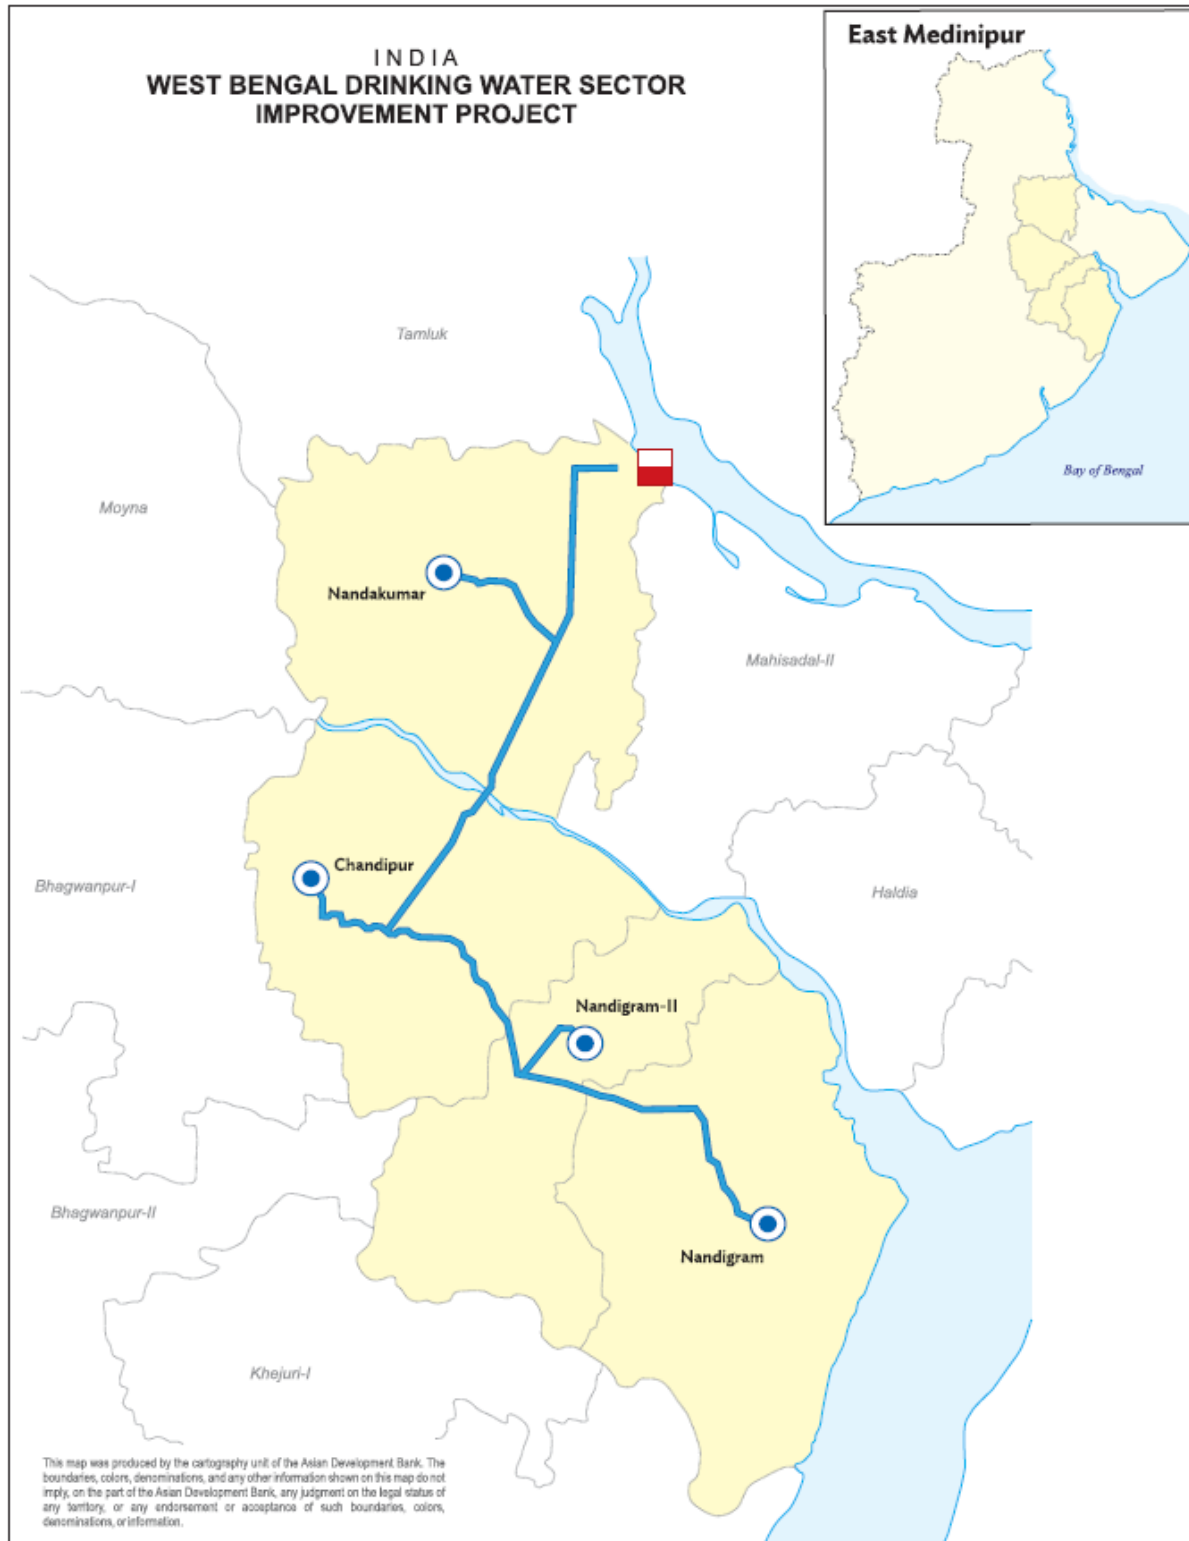 INDIA
WEST BENGAL DRINKING WATER SECTOR
IMPROVEMENT PROJECT
East Medinipur
Bay of Bengal
Tamluk
Moyna
Nandakumar
Mahisadal-II
Chandipur
Bhagwanpur-I
Haldia
Nandigram-II
Bhagwanpur-II
Nandigram
Khejuri-I
This map was produced by the cartography unit of the Asian Development Bank. The
boundaries, colors, denominations, and any other information shown on this map do not
imply, on the part of the Asian Development Bank, any judgment on the legal status of
any territory, or any endorsement or acceptance of such boundaries, colors,
denominations, or information.